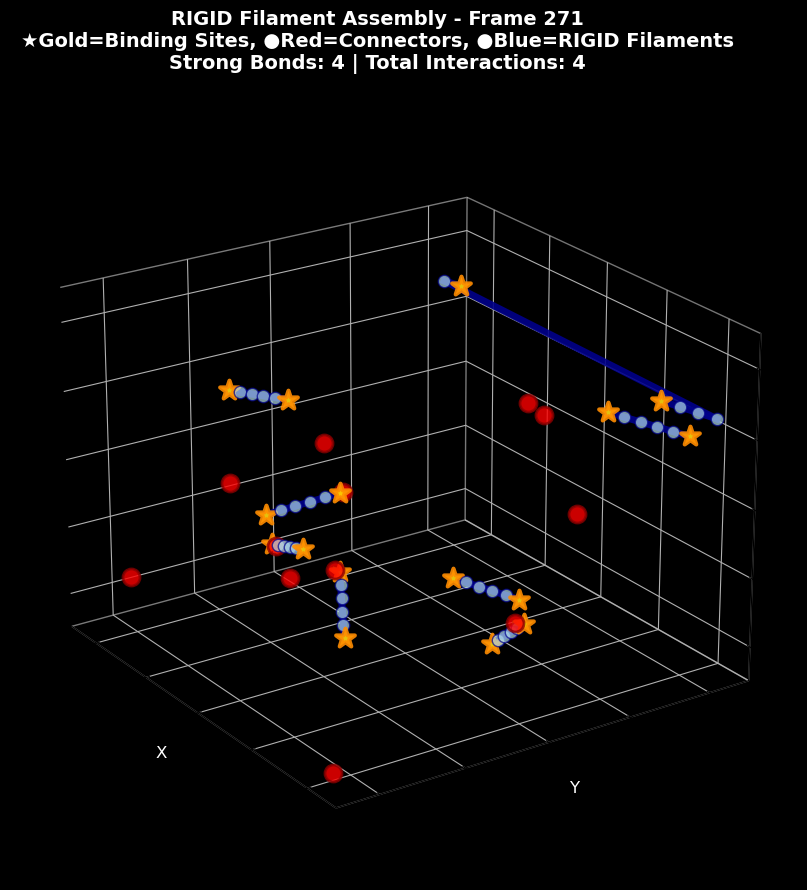 RIGID Filament Assembly - Frame 271
★Gold=Binding Sites, ●Red=Connectors, ●Blue=RIGID Filaments
Strong Bonds: 4 | Total Interactions: 4
X
Y